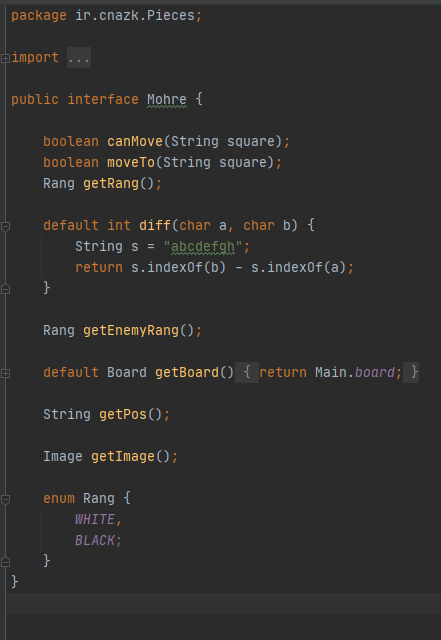 package ir.cnazk.Pieces;
import ...
public interface Mohre {
boolean canMove(String square);
boolean moveTo(String square);
Rang getRang();
default int diff(char a, char b) {
String s = "abcdefgh";
return s.indexOf(b) - s.indexOf(a);
}
Rang getEnemyRang();
default Board getBoard() { return Main.board; }
String getPos();
Image getImage();
enum Rang {
WHITE,
BLACK;
}
}